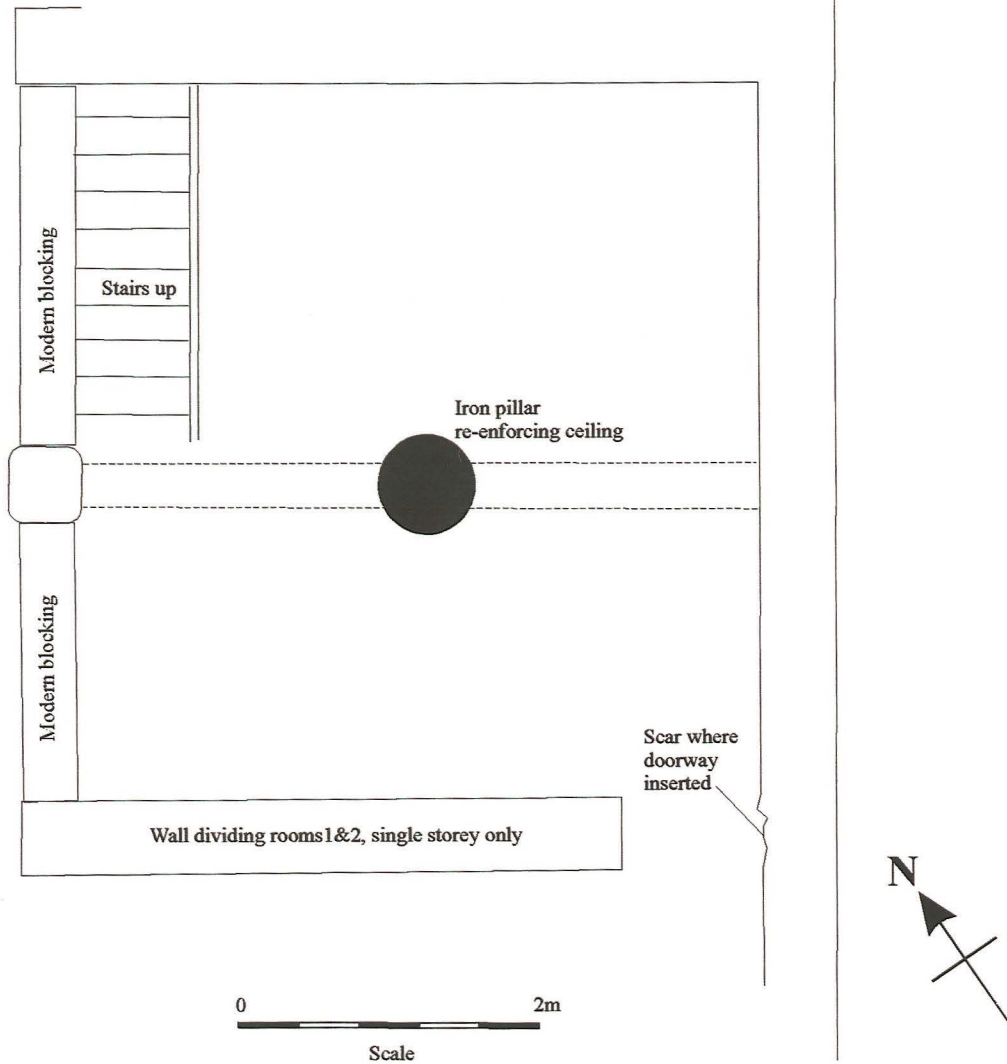 Modern blocking
Stairs up
Iron pillar
re-enforcing ceiling
Modern blocking
Scar where
doorway
inserted
Wall dividing rooms1&2, single storey only
N
0 2m
Scale